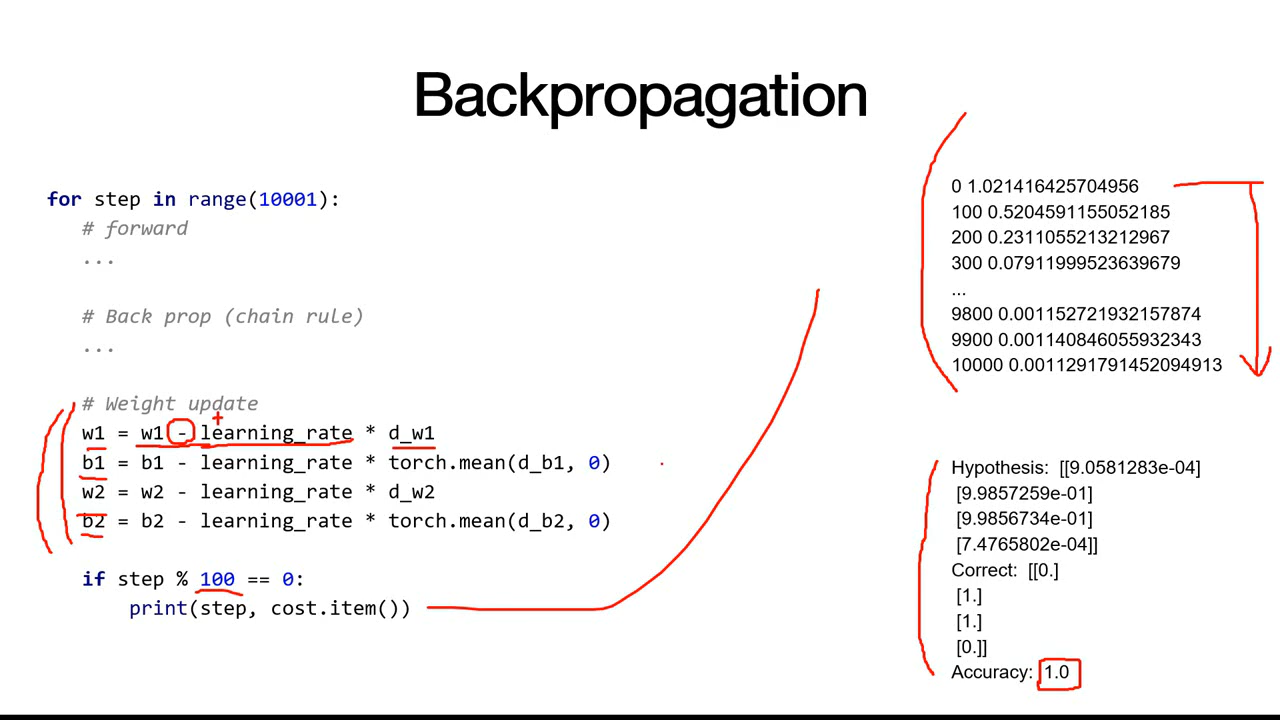 Backpropagation
for step in range(10001):
# forward
...
# Back prop (chain rule)
...
# Weight update
+
w1 = w1 - learning_rate * d_w1
b1 = b1 - learning_rate * torch.mean(d_b1, 0)
w2 = w2 - learning_rate * d_w2
b2 = b2 - learning_rate * torch.mean(d_b2, 0)
if step % 100 == 0:
print(step, cost.item())
0 1.021416425704956
100 0.5204591155052185
200 0.2311055213212967
300 0.07911999523639679
...
9800 0.001152721932157874
9900 0.001140846055932343
10000 0.0011291791452094913
Hypothesis: [[9.0581283e-04]
[9.9857259e-01]
[9.9856734e-01]
[7.4765802e-04]]
Correct: [[0.]
[1.]
[1.]
[0.]]
Accuracy: 1.0